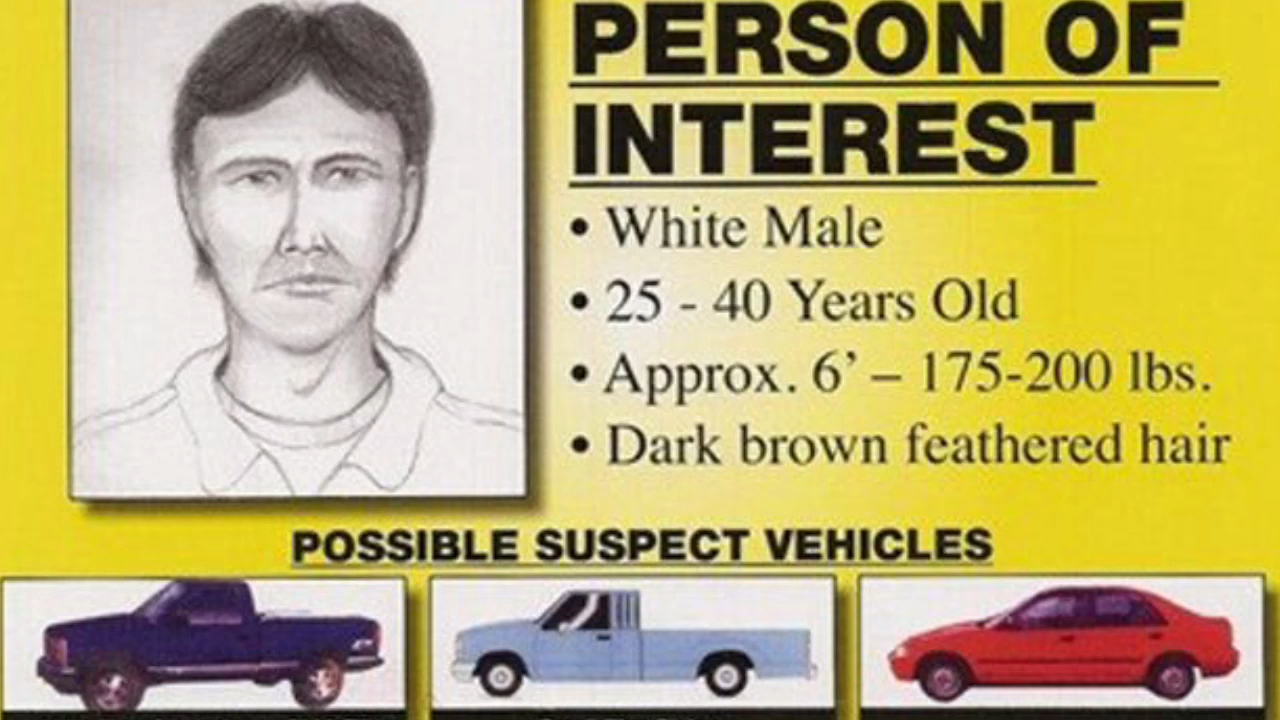 PERSON OF
INTEREST
• White Male
• 25 - 40 Years Old
• Approx. 6’ – 175-200 lbs.
• Dark brown feathered hair
POSSIBLE SUSPECT VEHICLES